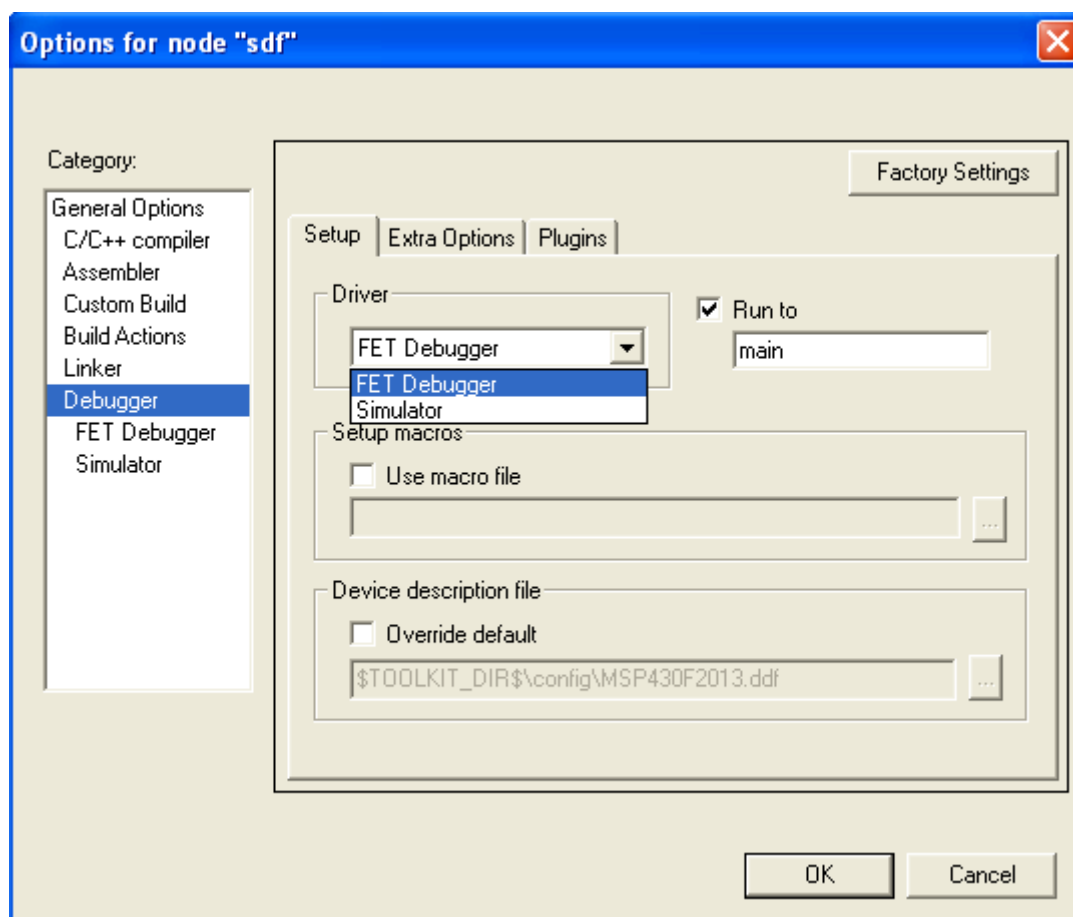 Options for node "sdf"
Category:
General Options
C/C++ compiler
Assembler
Custom Build
Build Actions
Linker
Debugger
FET Debugger
Simulator
Factory Settings
Setup
Extra Options
Plugins
Driver
FET Debugger
FET Debugger
Simulator
Run to
main
Setup macros
Use macro file
...
Device description file
Override default
$TOOLKIT_DIR$\config\MSP430F2013.ddf
...
OK
Cancel